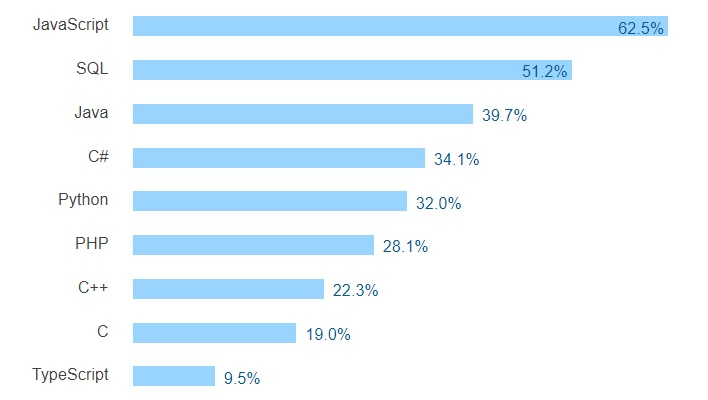 JavaScript 62.5%
SQL 51.2%
Java 39.7%
C# 34.1%
Python 32.0%
PHP 28.1%
C++ 22.3%
C 19.0%
TypeScript 9.5%